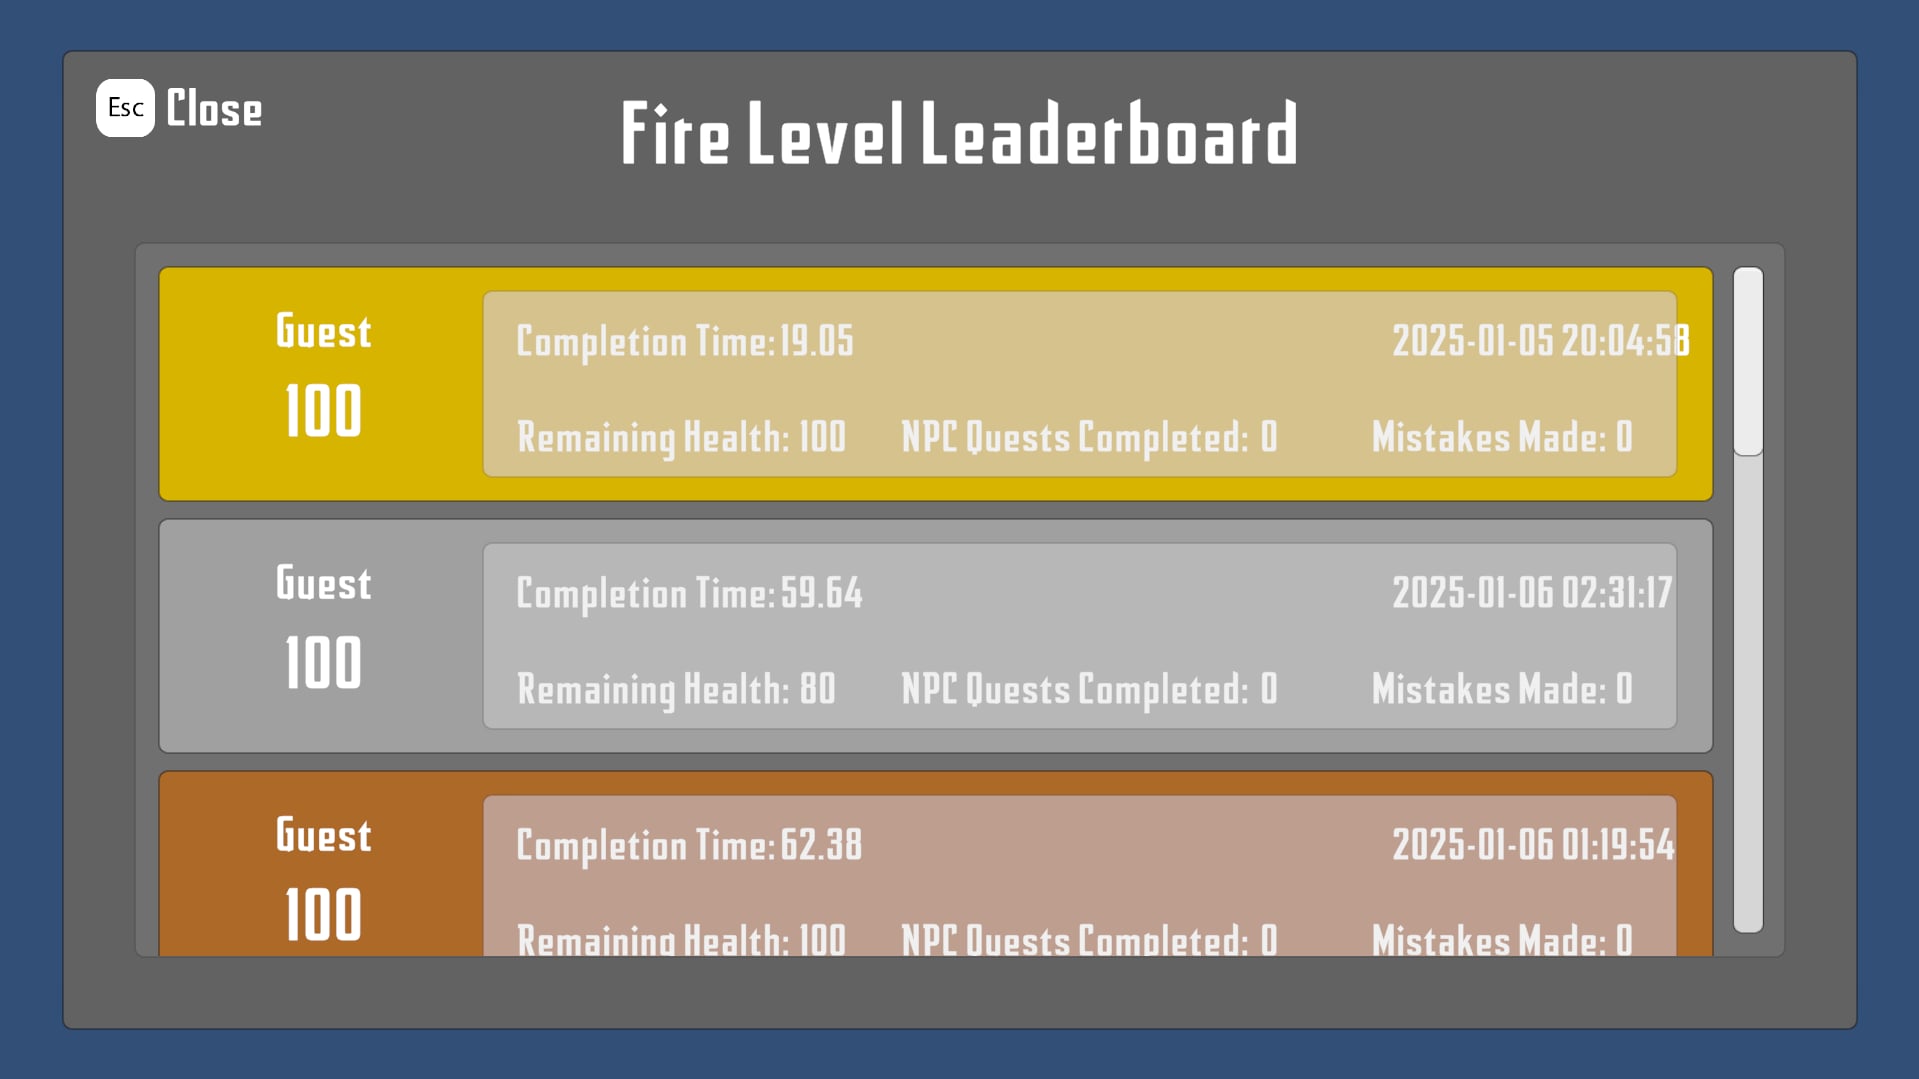 Esc Close
Fire Level Leaderboard
Guest
100
Completion Time: 19.05 2025-01-05 20:04:58
Remaining Health: 100 NPC Quests Completed: 0 Mistakes Made: 0
Guest
100
Completion Time: 59.64 2025-01-06 02:31:17
Remaining Health: 80 NPC Quests Completed: 0 Mistakes Made: 0
Guest
100
Completion Time: 62.38 2025-01-06 01:19:54
Remaining Health: 100 NPC Quests Completed: 0 Mistakes Made: 0